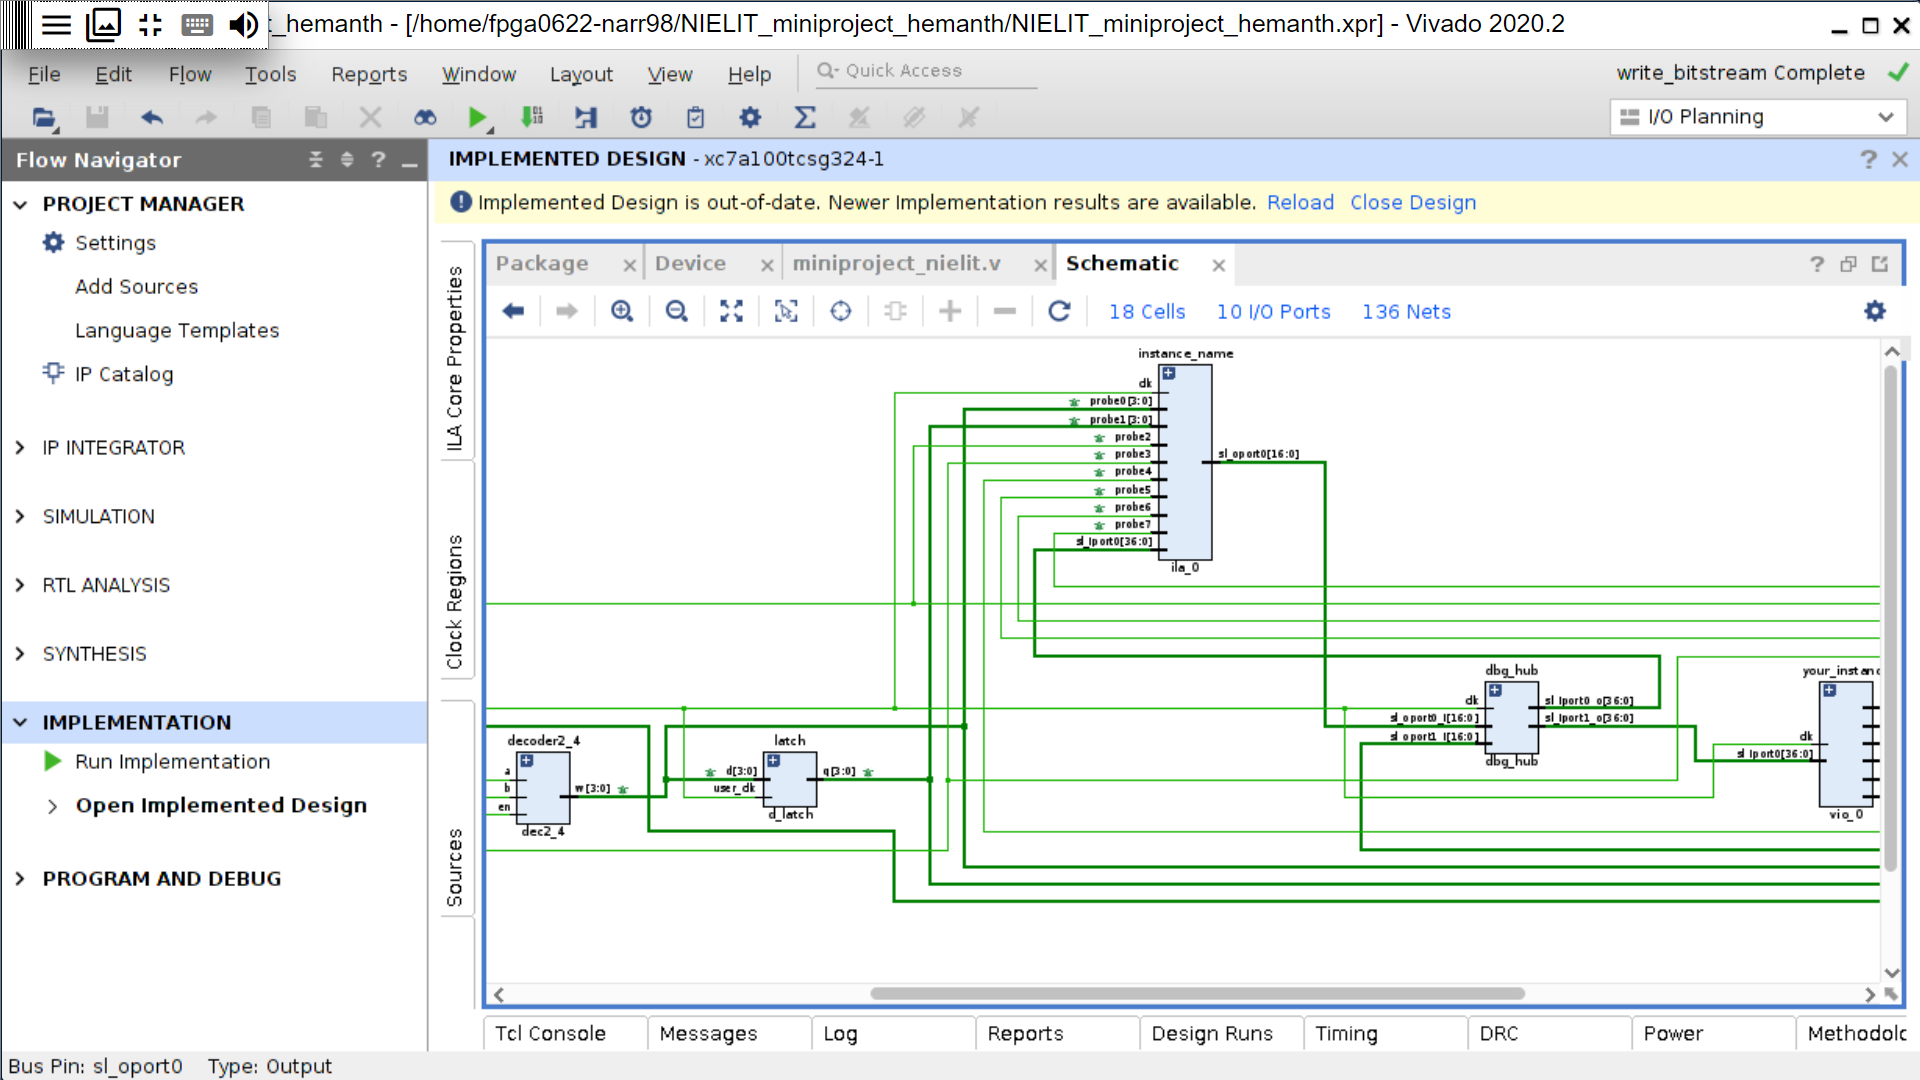 t_hemanth - [/home/fpga0622-narr98/NIELIT_miniproject_hemanth/NIELIT_miniproject_hemanth.xpr] - Vivado 2020.2
File Edit Flow Tools Reports Window Layout View Help Quick Access write_bitstream Complete
I/O Planning
Flow Navigator
IMPLEMENTED DESIGN - xc7a100tcsg324-1
Implemented Design is out-of-date. Newer Implementation results are available. Reload Close Design
PROJECT MANAGER
Settings
Add Sources
Language Templates
IP Catalog
IP INTEGRATOR
SIMULATION
RTL ANALYSIS
SYNTHESIS
IMPLEMENTATION
Run Implementation
Open Implemented Design
PROGRAM AND DEBUG
ILA Core Properties
Clock Regions
Sources
Package Device miniproject_nielit.v Schematic
18 Cells 10 I/O Ports 136 Nets
instance_name
clk
probe0[3:0]
probe1[3:0]
probe2
probe3
probe4
probe5
probe6
probe7
sl_iport0[36:0]
sl_oport0[16:0]
ila_0
decoder2_4
a
b
en
w[3:0]
dec2_4
latch
d[3:0]
user_clk
q[3:0]
d_latch
dbg_hub
clk
sl_oport0_i[16:0]
sl_oport1_i[16:0]
sl_iport0_o[36:0]
sl_iport1_o[36:0]
dbg_hub
your_instanc
clk
sl_iport0[36:0]
vio_0
Tcl Console Messages Log Reports Design Runs Timing DRC Power Methodolo
Bus Pin: sl_oport0 Type: Output